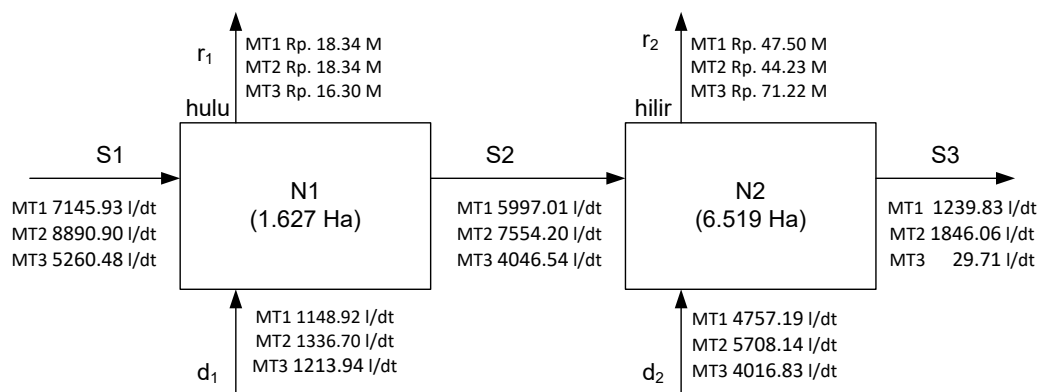 r1
MT1 Rp. 18.34 M
MT2 Rp. 18.34 M
MT3 Rp. 16.30 M
hulu
r2
MT1 Rp. 47.50 M
MT2 Rp. 44.23 M
MT3 Rp. 71.22 M
hilir
S1
MT1 7145.93 l/dt
MT2 8890.90 l/dt
MT3 5260.48 l/dt
N1
(1.627 Ha)
S2
MT1 5997.01 l/dt
MT2 7554.20 l/dt
MT3 4046.54 l/dt
N2
(6.519 Ha)
S3
MT1 1239.83 l/dt
MT2 1846.06 l/dt
MT3 29.71 l/dt
MT1 1148.92 l/dt
MT2 1336.70 l/dt
MT3 1213.94 l/dt
d1
MT1 4757.19 l/dt
MT2 5708.14 l/dt
MT3 4016.83 l/dt
d2